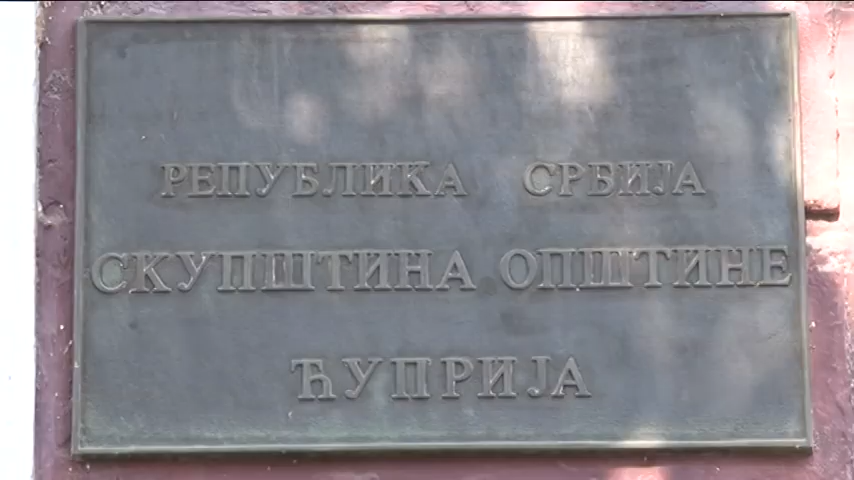 РЕПУБЛИКА СРБИЈА
СКУПШТИНА ОПШТИНЕ
ЋУПРИЈА